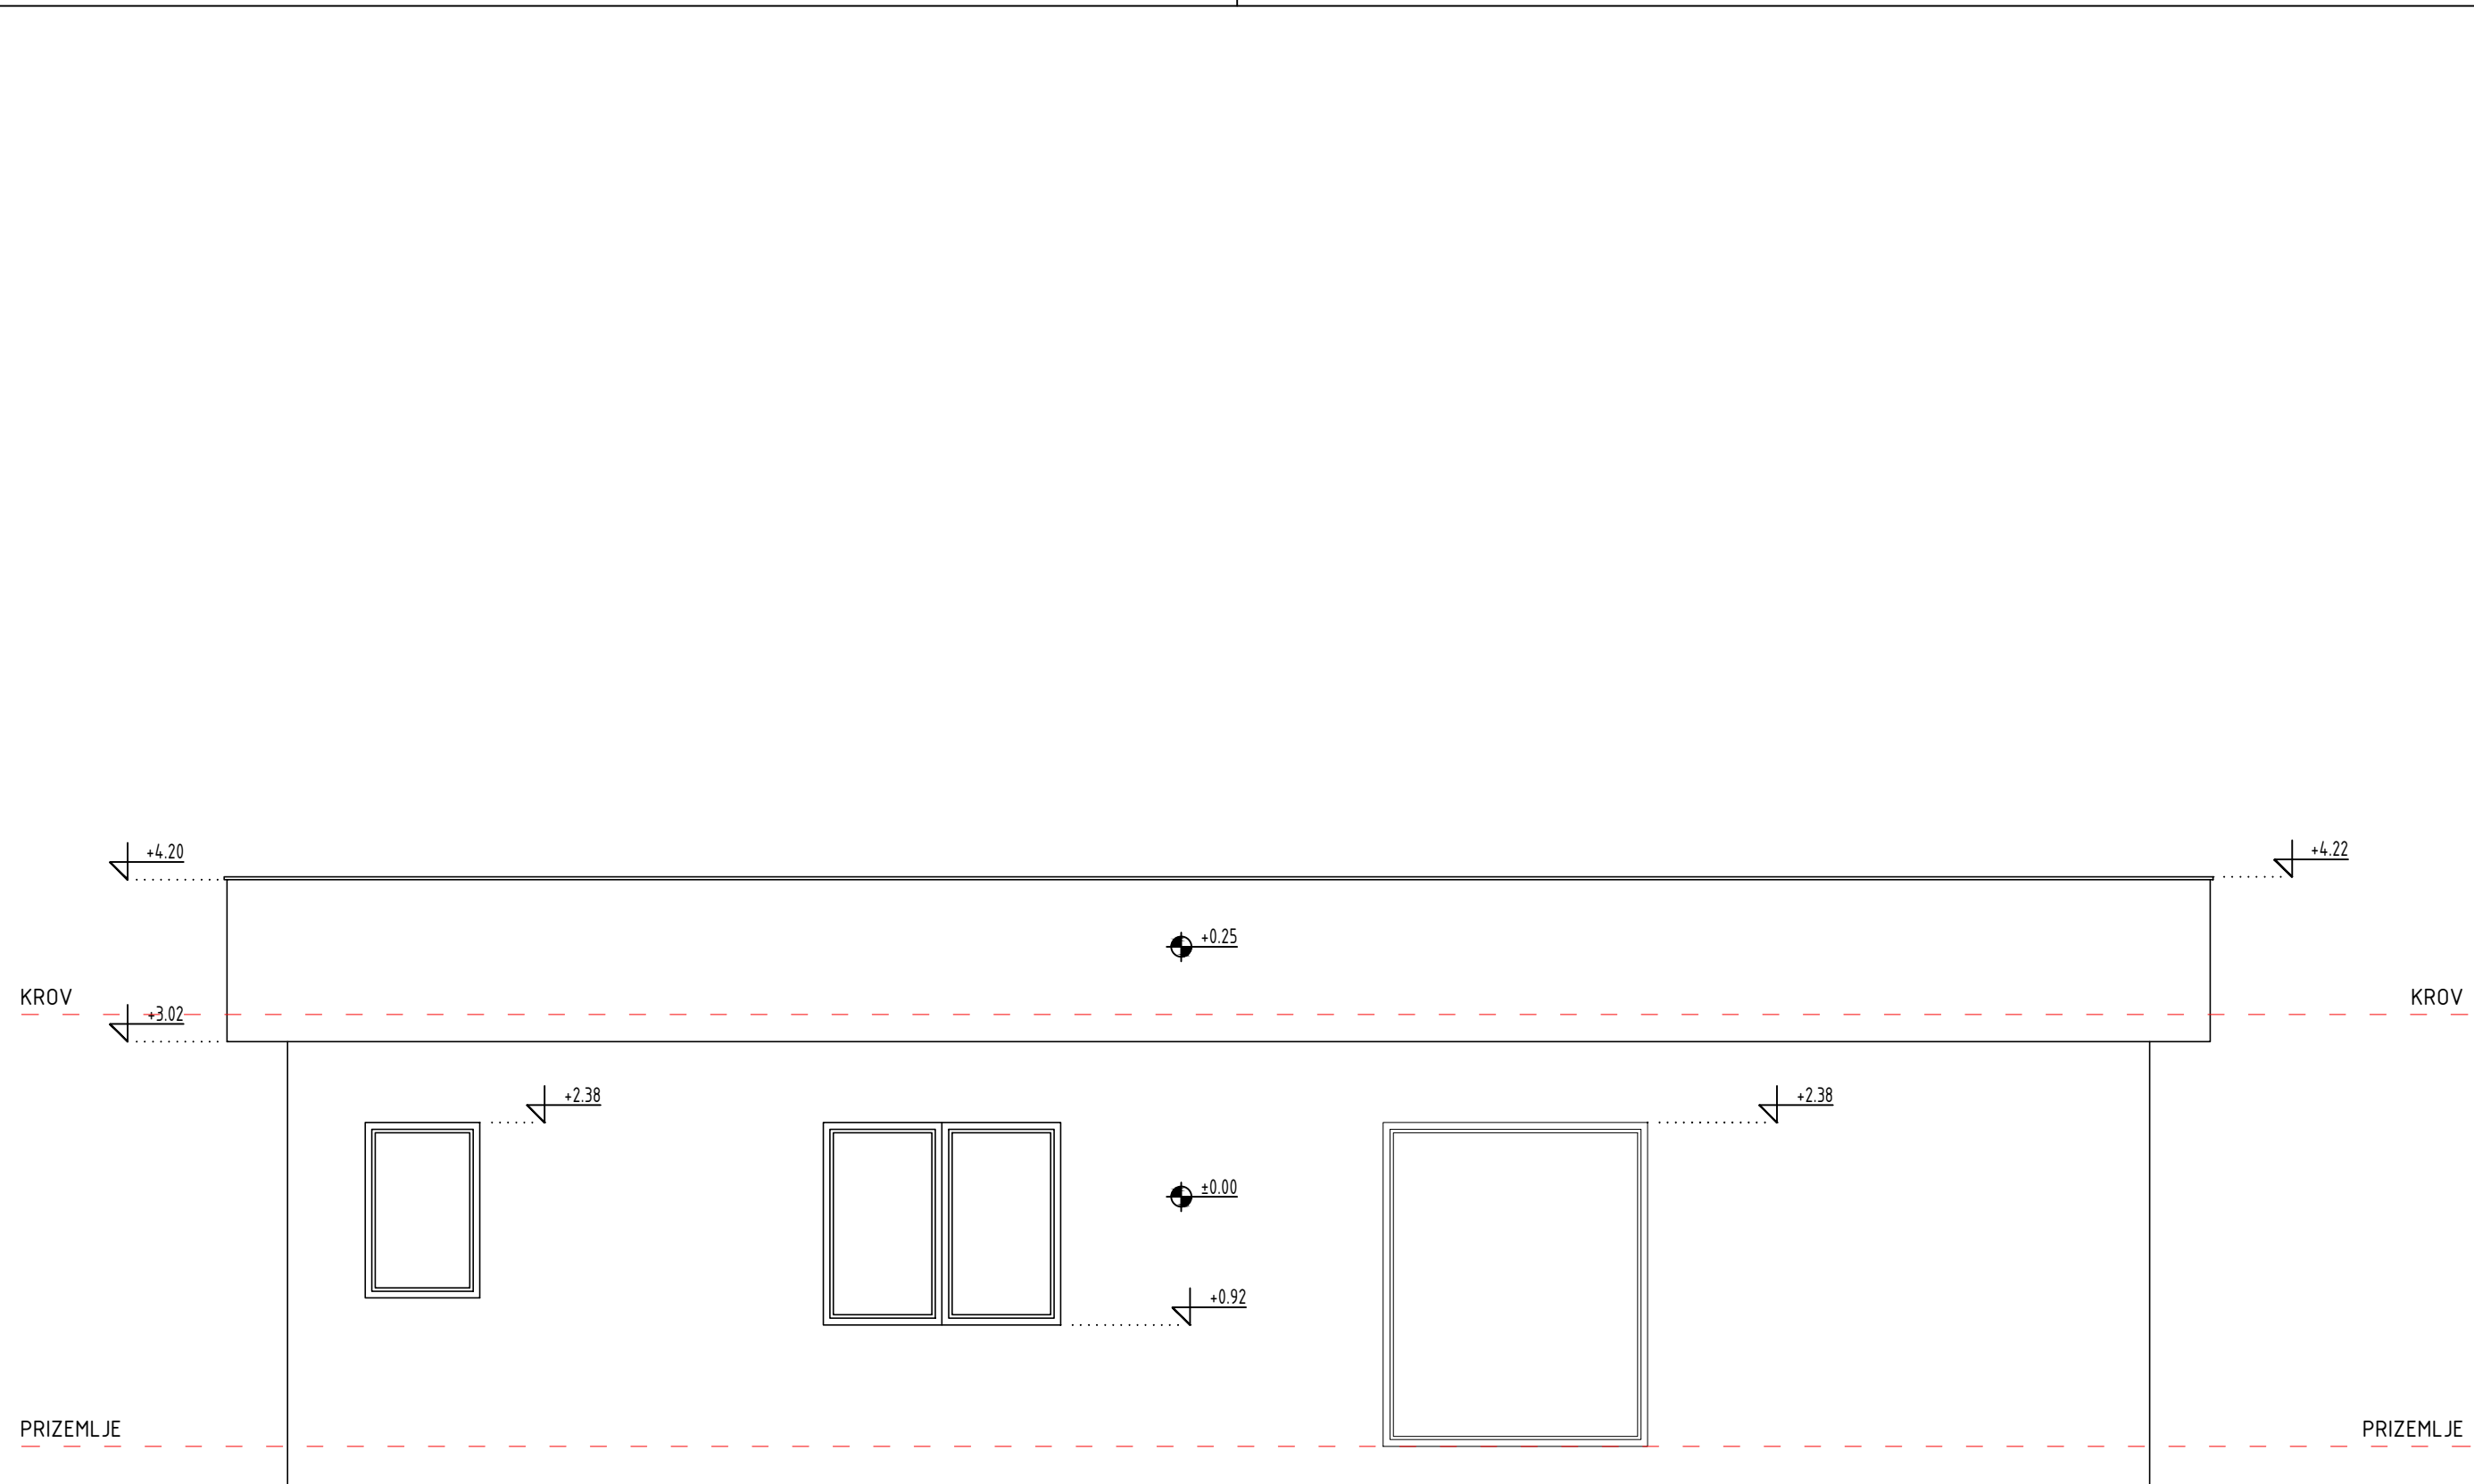 +4.20
+4.22
+0.25
KROV
KROV
+3.02
+2.38
+2.38
±0.00
+0.92
PRIZEMLJE
PRIZEMLJE